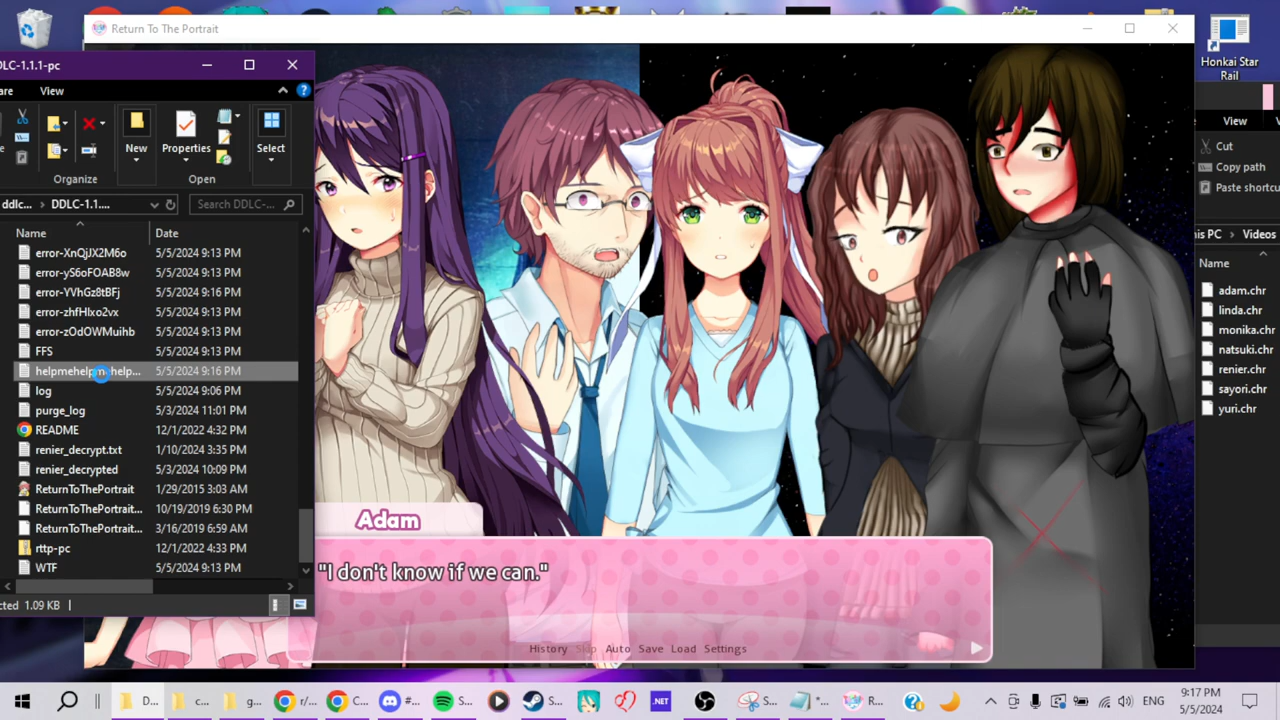 Return To The Portrait
DLC-1.1.1-pc
are View
New
Properties
Select
Organize
Open
ddlc... > DDLC-1.1....
Search DDLC-...
Name Date
error-XnQjJX2M6o 5/5/2024 9:13 PM
error-yS6oFOAB8w 5/5/2024 9:13 PM
error-YVhGz8tBFj 5/5/2024 9:16 PM
error-zhfHlxo2vx 5/5/2024 9:13 PM
error-zOdOWMuihb 5/5/2024 9:13 PM
FFS 5/5/2024 9:13 PM
5/5/2024 9:16 PM
log 5/5/2024 9:06 PM
purge_log 5/3/2024 11:01 PM
README 12/1/2022 4:32 PM
renier_decrypt.txt 1/10/2024 3:35 PM
renier_decrypted 5/3/2024 10:09 PM
ReturnToThePortrait 1/29/2015 3:03 AM
ReturnToThePortrait... 10/19/2019 6:30 PM
ReturnToThePortrait... 3/16/2019 6:59 AM
rttp-pc 12/1/2022 4:33 PM
WTF 5/5/2024 9:13 PM
cted 1.09 KB
Adam
"I don't know if we can."
History Skip Auto Save Load Settings
Honkai Star
Rail
View
Cut
Copy path
Paste shortcu
is PC > Videos
Name
adam.chr
linda.chr
monika.chr
natsuki.chr
renier.chr
sayori.chr
yuri.chr
D... c... g... r/... C... #... S... S... .NET S... *... R...
ENG
9:17 PM
5/5/2024